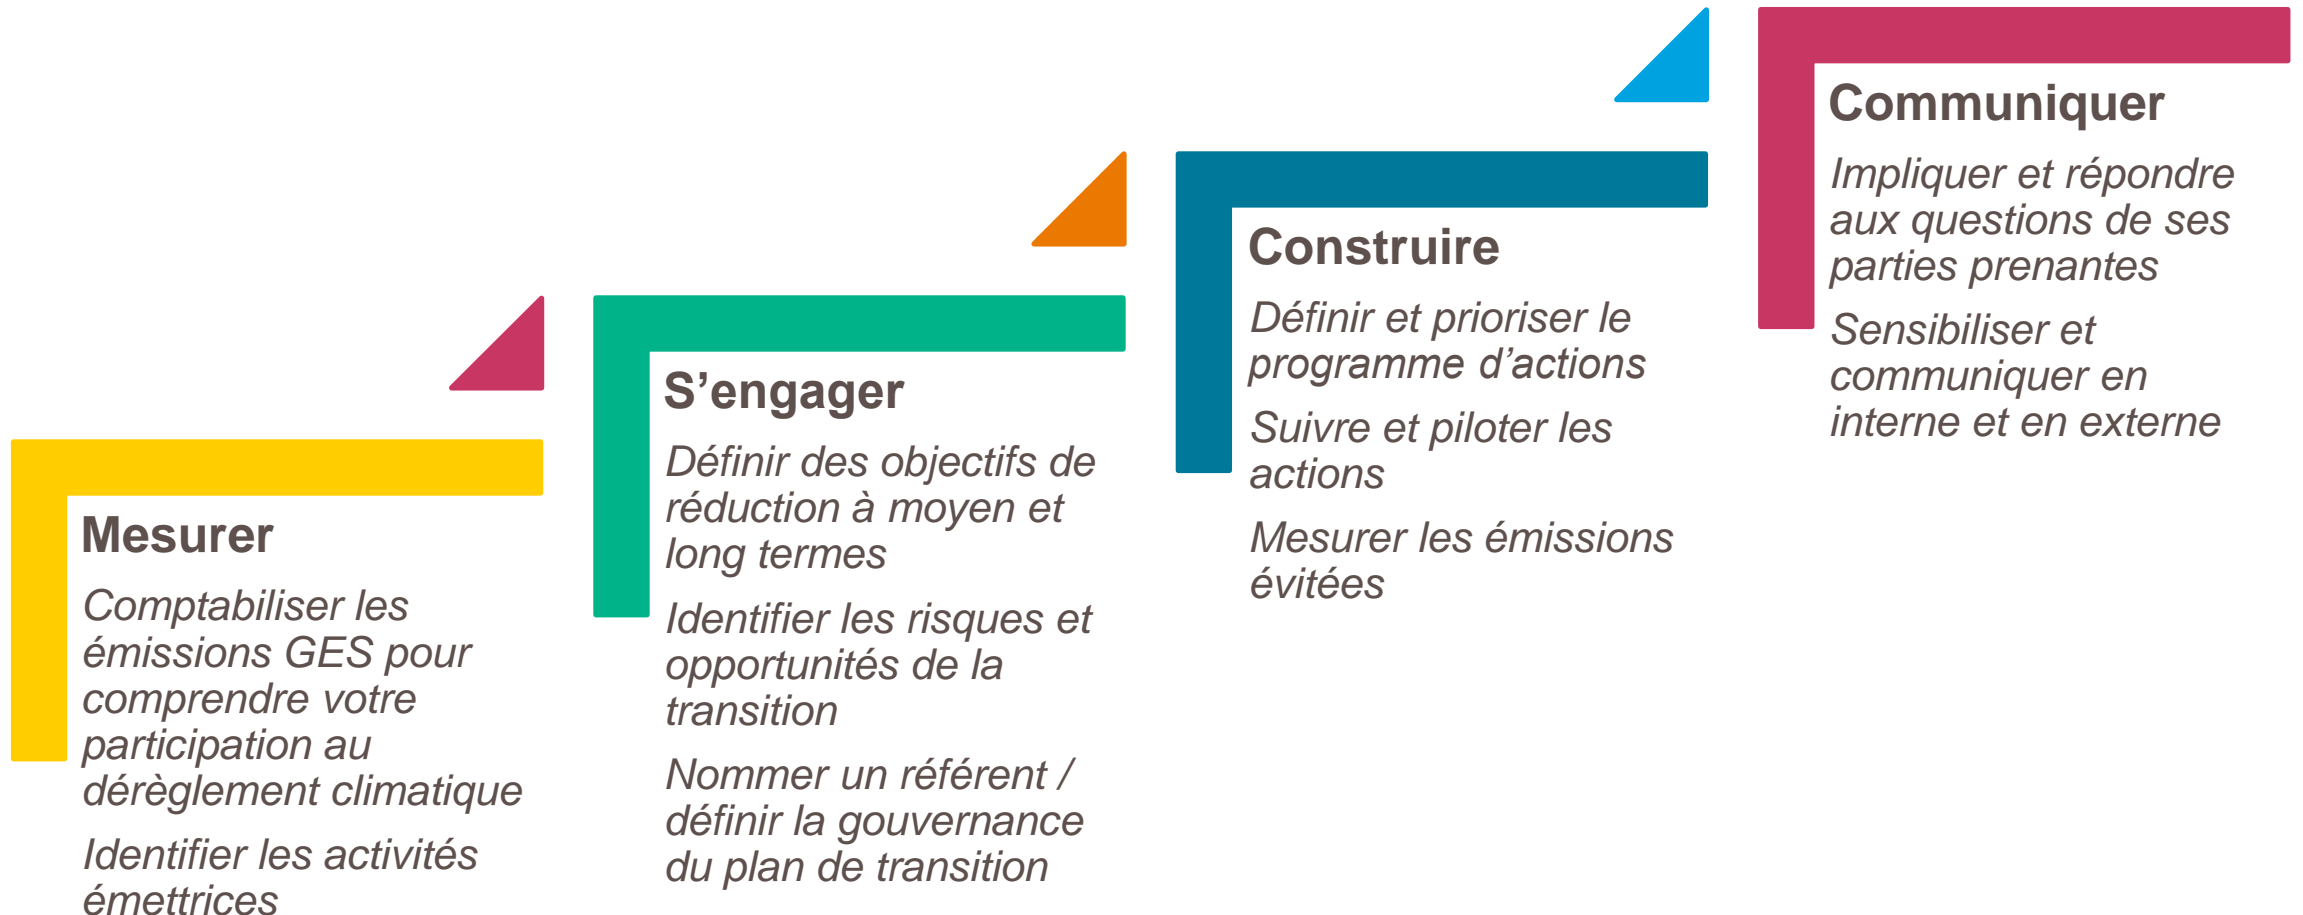 Mesurer
Comptabiliser les
émissions GES pour
comprendre votre
participation au
dérèglement climatique
Identifier les activités
émettrices
S’engager
Définir des objectifs de
réduction à moyen et
long termes
Identifier les risques et
opportunités de la
transition
Nommer un référent /
définir la gouvernance
du plan de transition
Construire
Définir et prioriser le
programme d’actions
Suivre et piloter les
actions
Mesurer les émissions
évitées
Communiquer
Impliquer et répondre
aux questions de ses
parties prenantes
Sensibiliser et
communiquer en
interne et en externe